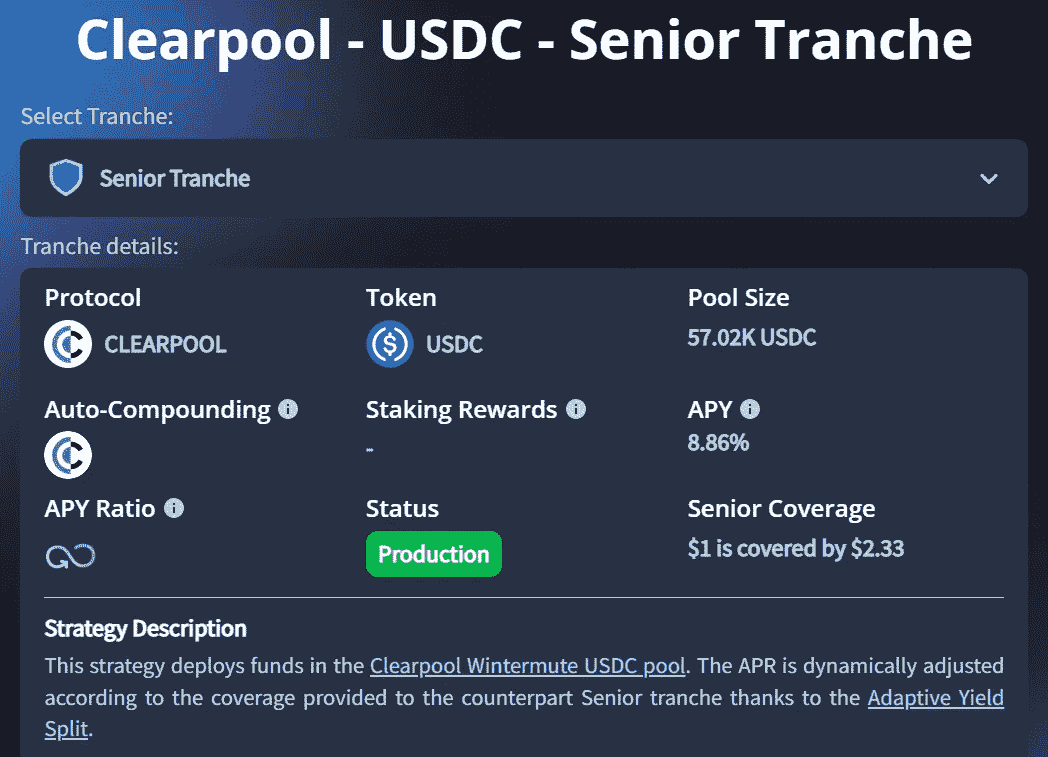 Clearpool - USDC - Senior Tranche
Select Tranche:
Senior Tranche
Tranche details:
Protocol
CLEARPOOL
Token
USDC
Pool Size
57.02K USDC
Auto-Compounding
Staking Rewards
-
APY
8.86%
APY Ratio
Status
Production
Senior Coverage
$1 is covered by $2.33
Strategy Description
This strategy deploys funds in the Clearpool Wintermute USDC pool. The APR is dynamically adjusted
according to the coverage provided to the counterpart Senior tranche thanks to the Adaptive Yield
Split.